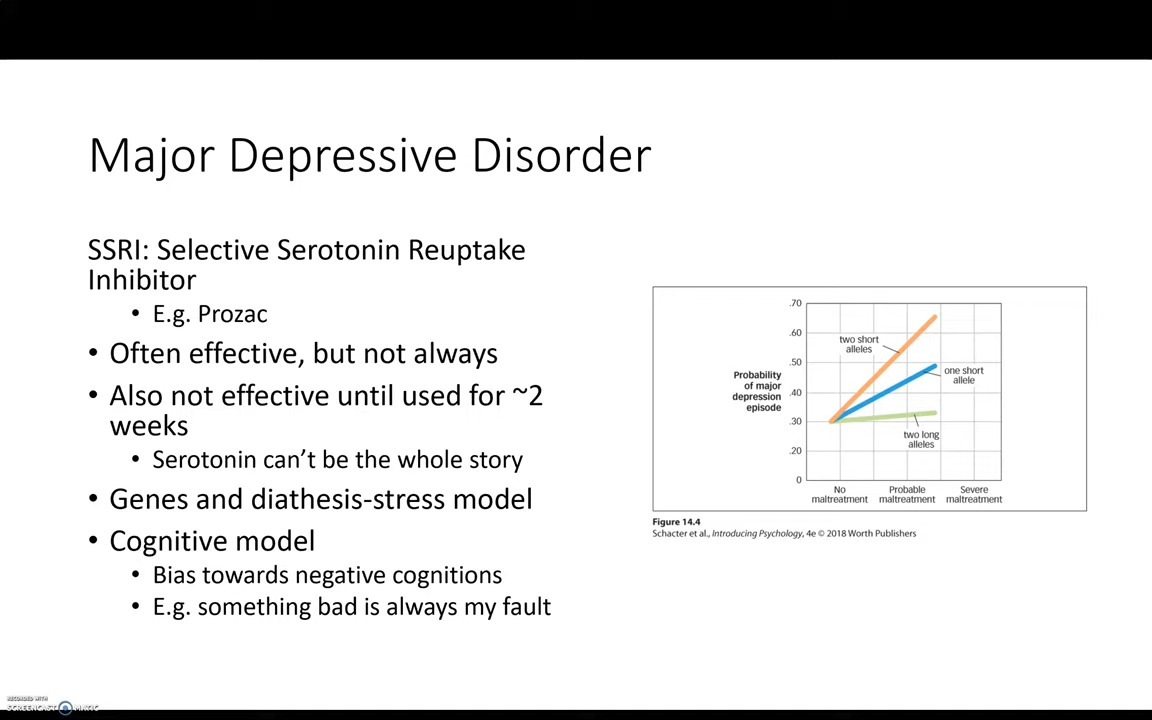 Major Depressive Disorder
SSRI: Selective Serotonin Reuptake
Inhibitor
• E.g. Prozac
• Often effective, but not always
• Also not effective until used for ~2
weeks
• Serotonin can't be the whole story
• Genes and diathesis-stress model
• Cognitive model
• Bias towards negative cognitions
• E.g. something bad is always my fault
Probability
of major
depression
episode
.70
.60
.50
.40
.30
.20
0
two short
alleles
one short
allele
two long
alleles
No
maltreatment
Probable
maltreatment
Severe
maltreatment
Figure 14.4
Schacter et al., Introducing Psychology, 4e © 2018 Worth Publishers
RECORDED WITH
SCREENCAST MATIC